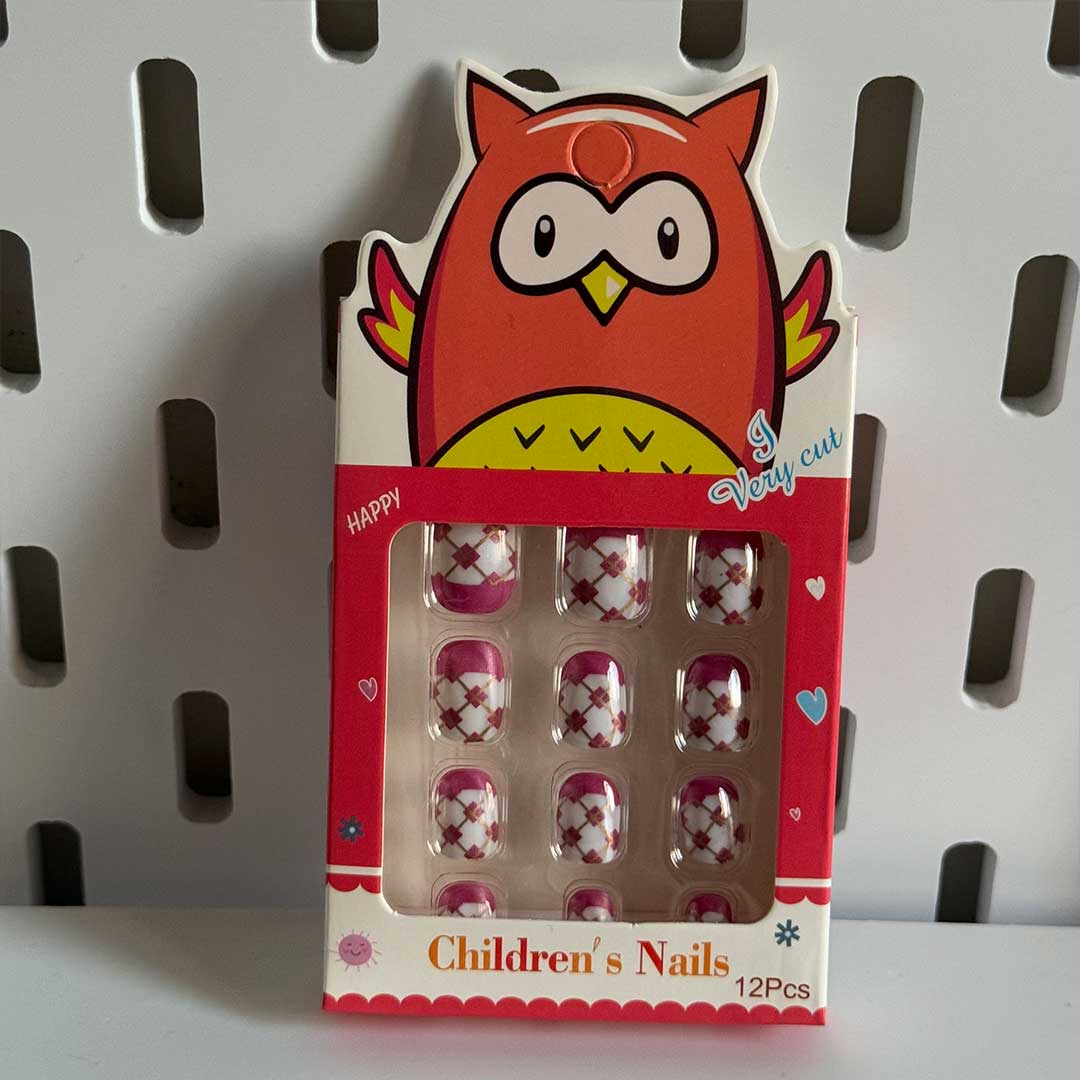 I
Very cut
HAPPY
Children's Nails
12Pcs